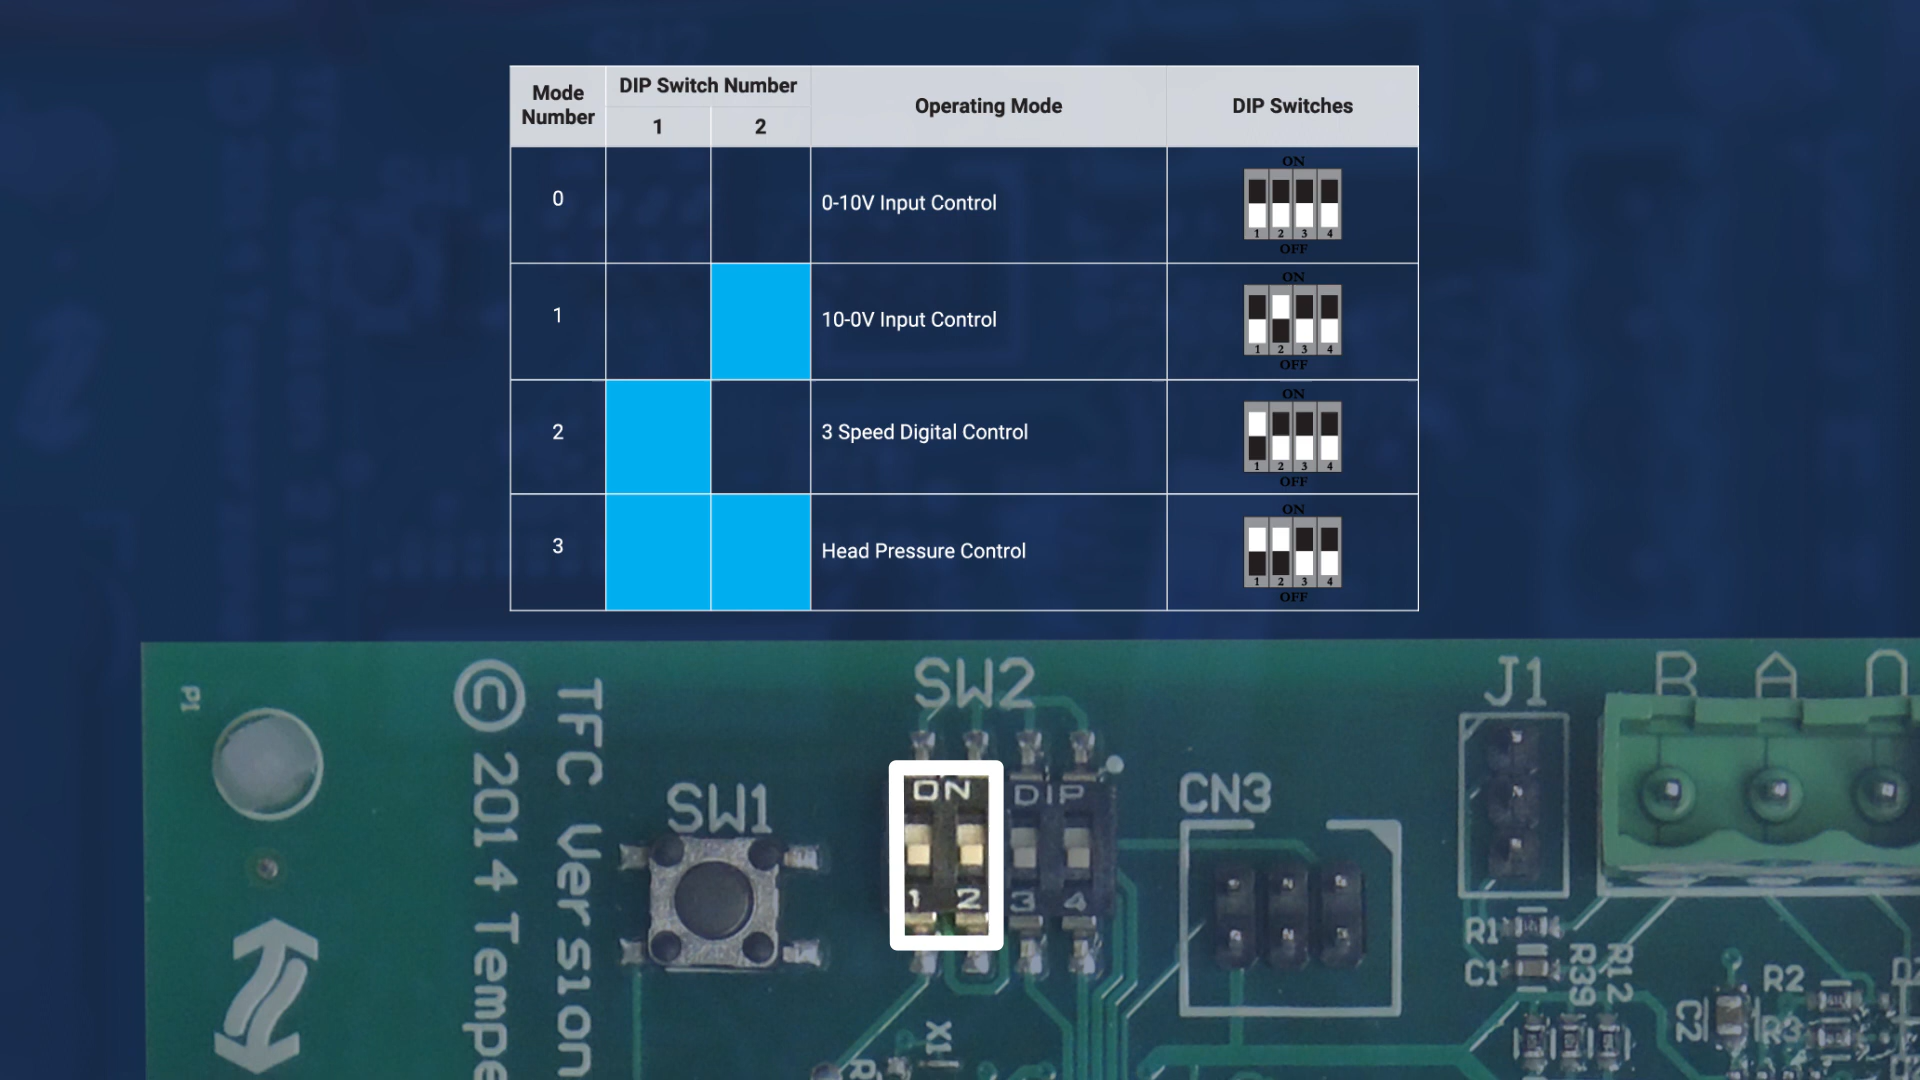 Mode Number
DIP Switch Number
1 2
Operating Mode
DIP Switches
0
0-10V Input Control
ON
1 2 3 4
OFF
1
10-0V Input Control
ON
1 2 3 4
OFF
2
3 Speed Digital Control
ON
1 2 3 4
OFF
3
Head Pressure Control
ON
1 2 3 4
OFF
P1
© 2014 Tempe
TFC Version
SW1
SW2
ON DIP
1 2 3 4
CN3
J1
B A
R1
C1
R39
R12
C2
R2
R3
X1